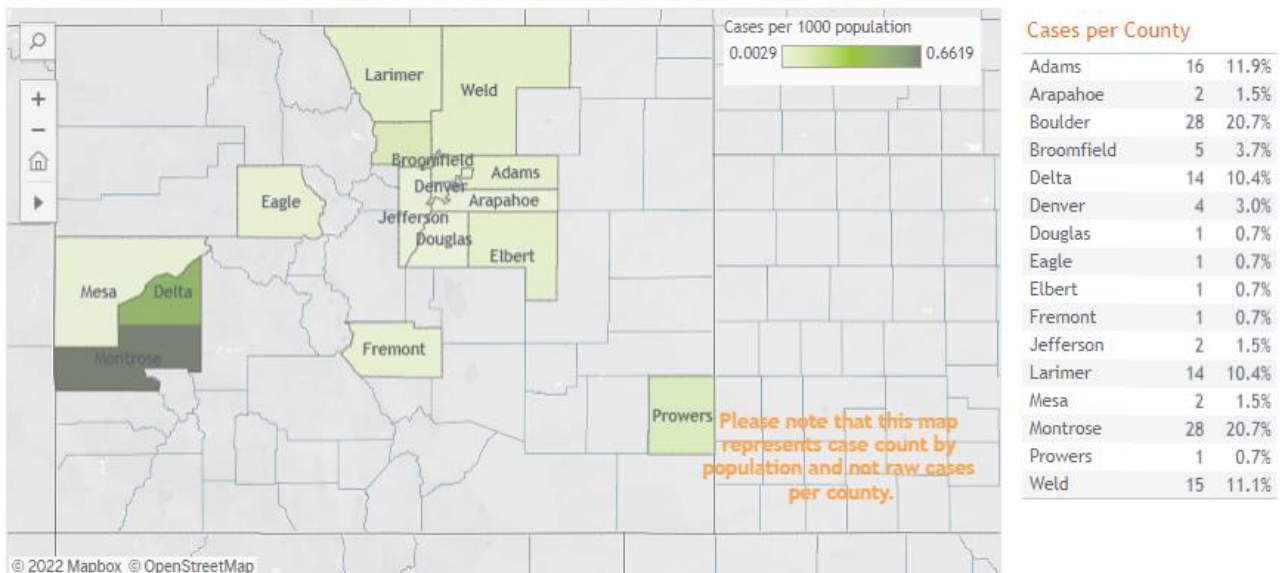 Cases per 1000 population
0.0029 0.6619
Larimer
Weld
Broomfield
Adams
Denver
Eagle
Arapahoe
Jefferson
Douglas
Elbert
Mesa
Delta
Montrose
Fremont
Prowers
Please note that this map
represents case count by
population and not raw cases
per county.
© 2022 Mapbox © OpenStreetMap
Cases per County
Adams 16 11.9%
Arapahoe 2 1.5%
Boulder 28 20.7%
Broomfield 5 3.7%
Delta 14 10.4%
Denver 4 3.0%
Douglas 1 0.7%
Eagle 1 0.7%
Elbert 1 0.7%
Fremont 1 0.7%
Jefferson 2 1.5%
Larimer 14 10.4%
Mesa 2 1.5%
Montrose 28 20.7%
Prowers 1 0.7%
Weld 15 11.1%